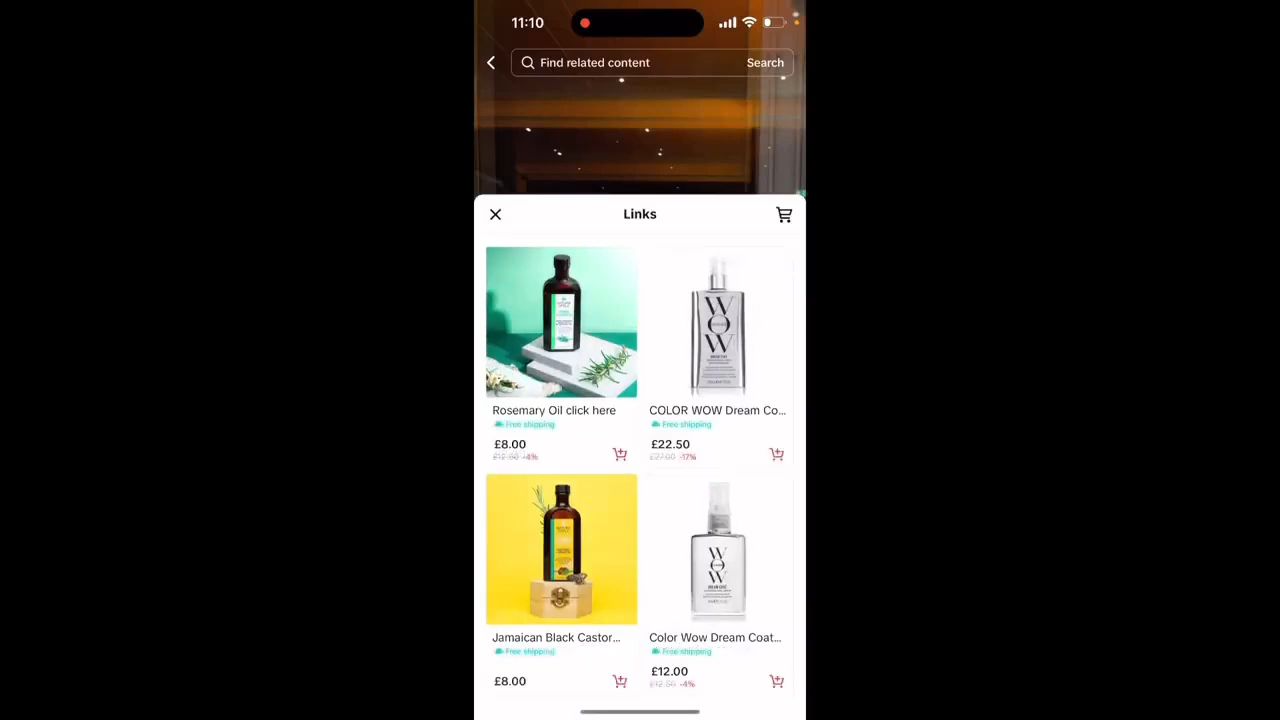 11:10
Find related content
Search
Links
Rosemary Oil click here
Free shipping
£8.00
-4%
COLOR WOW Dream Co...
Free shipping
£22.50
£27.00 -17%
WOW
Jamaican Black Castor...
Free shipping
£8.00
Color Wow Dream Coat...
Free shipping
£12.00
£12.50 -4%
WOW